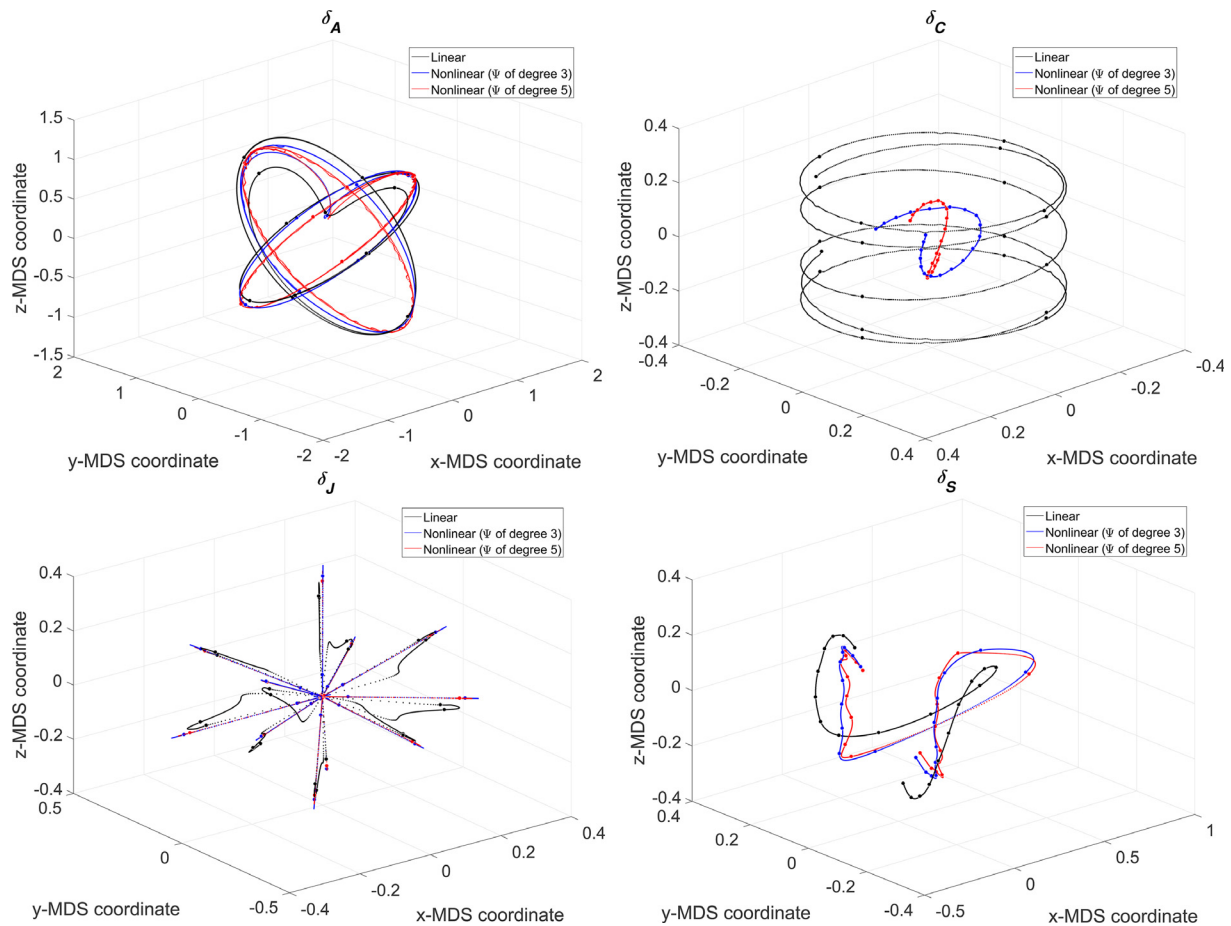 δ_A
Linear
Nonlinear (Ψ of degree 3)
Nonlinear (Ψ of degree 5)
z-MDS coordinate
1.5
1
0.5
0
-0.5
-1
-1.5
2
1
0
-1
-2
y-MDS coordinate
-2
-1
0
1
2
x-MDS coordinate
δ_C
Linear
Nonlinear (Ψ of degree 3)
Nonlinear (Ψ of degree 5)
z-MDS coordinate
0.4
0.2
0
-0.2
-0.4
-0.4
-0.2
0
0.2
0.4
y-MDS coordinate
0.4
0.2
0
-0.2
-0.4
x-MDS coordinate
δ_J
Linear
Nonlinear (Ψ of degree 3)
Nonlinear (Ψ of degree 5)
z-MDS coordinate
0.4
0.2
0
-0.2
-0.4
0.5
0
-0.5
y-MDS coordinate
-0.4
-0.2
0
0.2
0.4
x-MDS coordinate
δ_S
Linear
Nonlinear (Ψ of degree 3)
Nonlinear (Ψ of degree 5)
z-MDS coordinate
0.4
0.2
0
-0.2
-0.4
0.4
0.2
0
-0.2
-0.4
y-MDS coordinate
-0.5
0
0.5
1
x-MDS coordinate